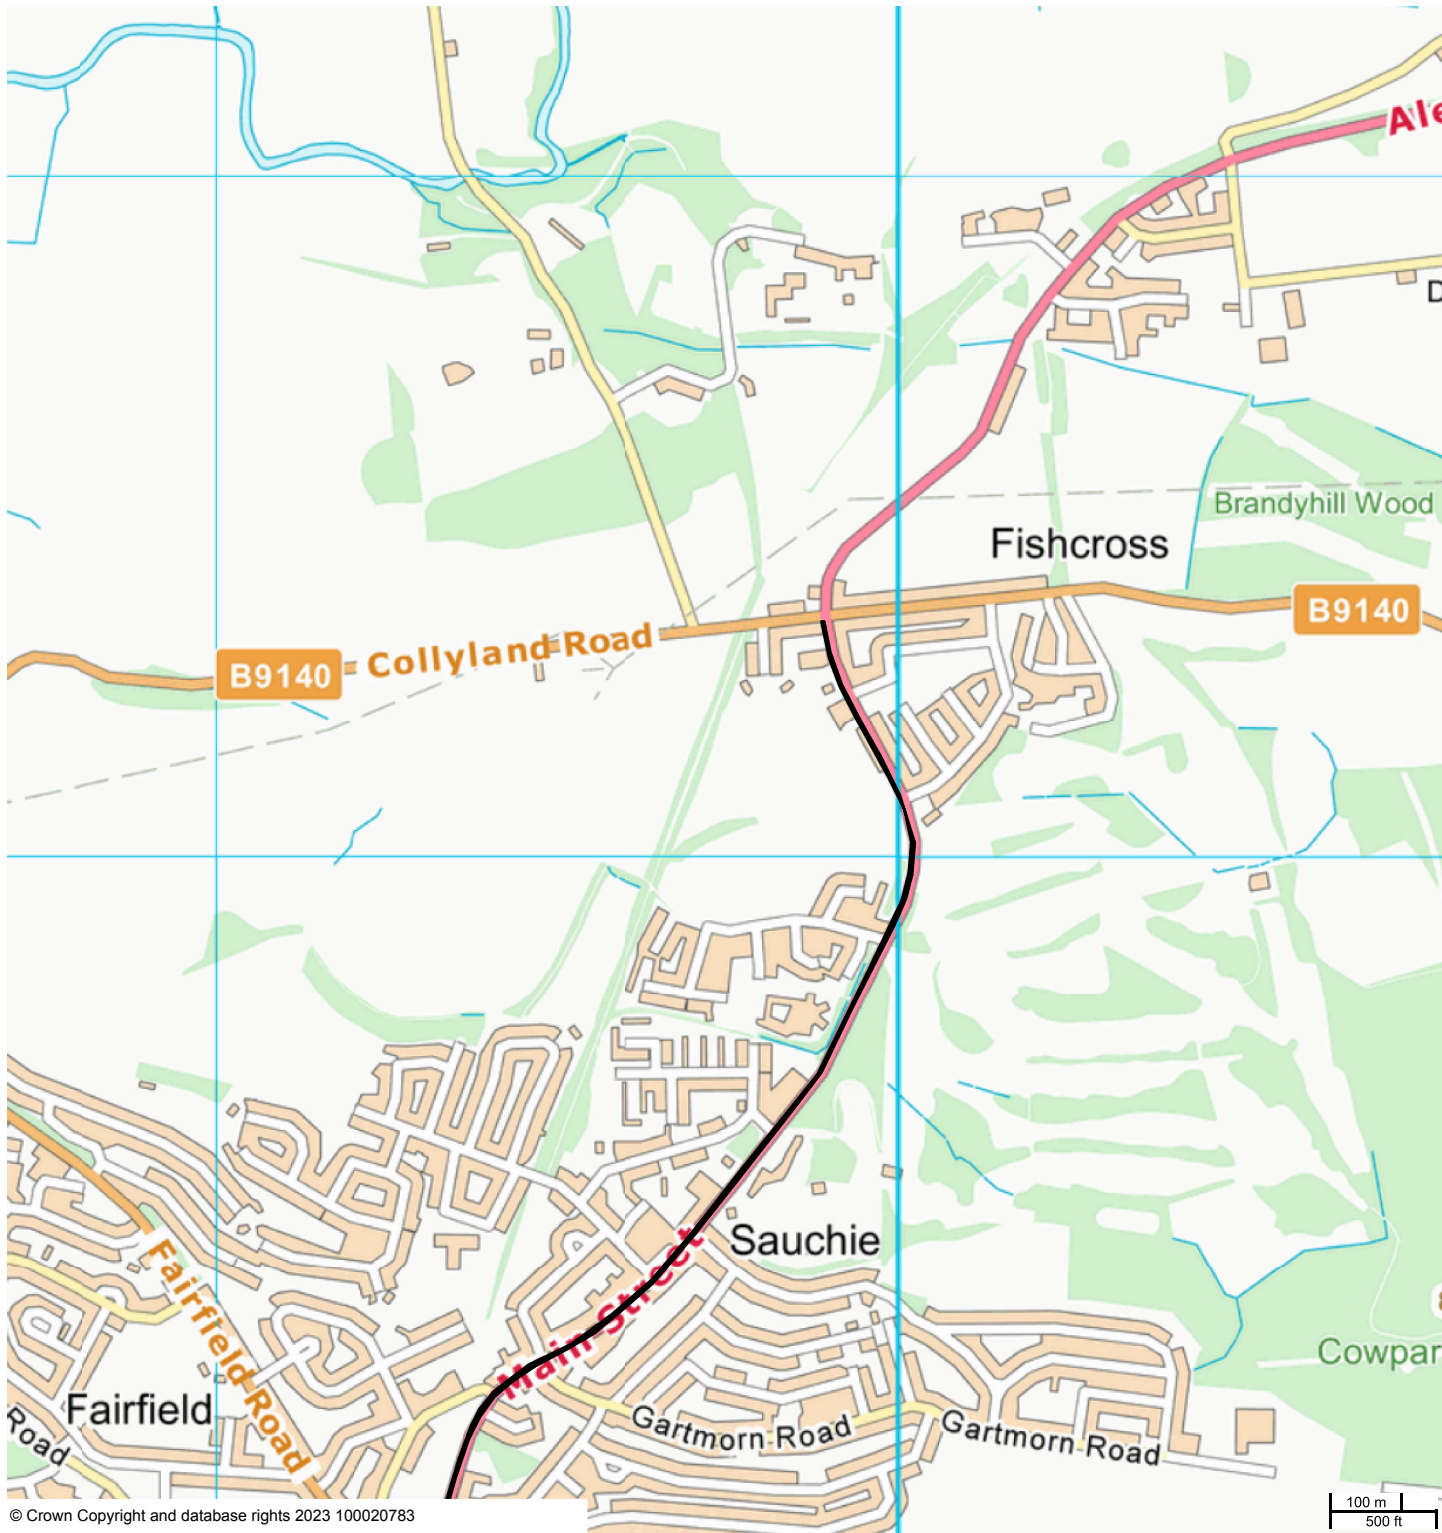 Ale
D
Brandyhill Wood
Fishcross
B9140
Collyland Road
B9140
Sauchie
Main Street
Fairfield Road
Cowpar
Fairfield
Gartmorn Road
Gartmorn Road
Road
100 m
500 ft
© Crown Copyright and database rights 2023 100020783